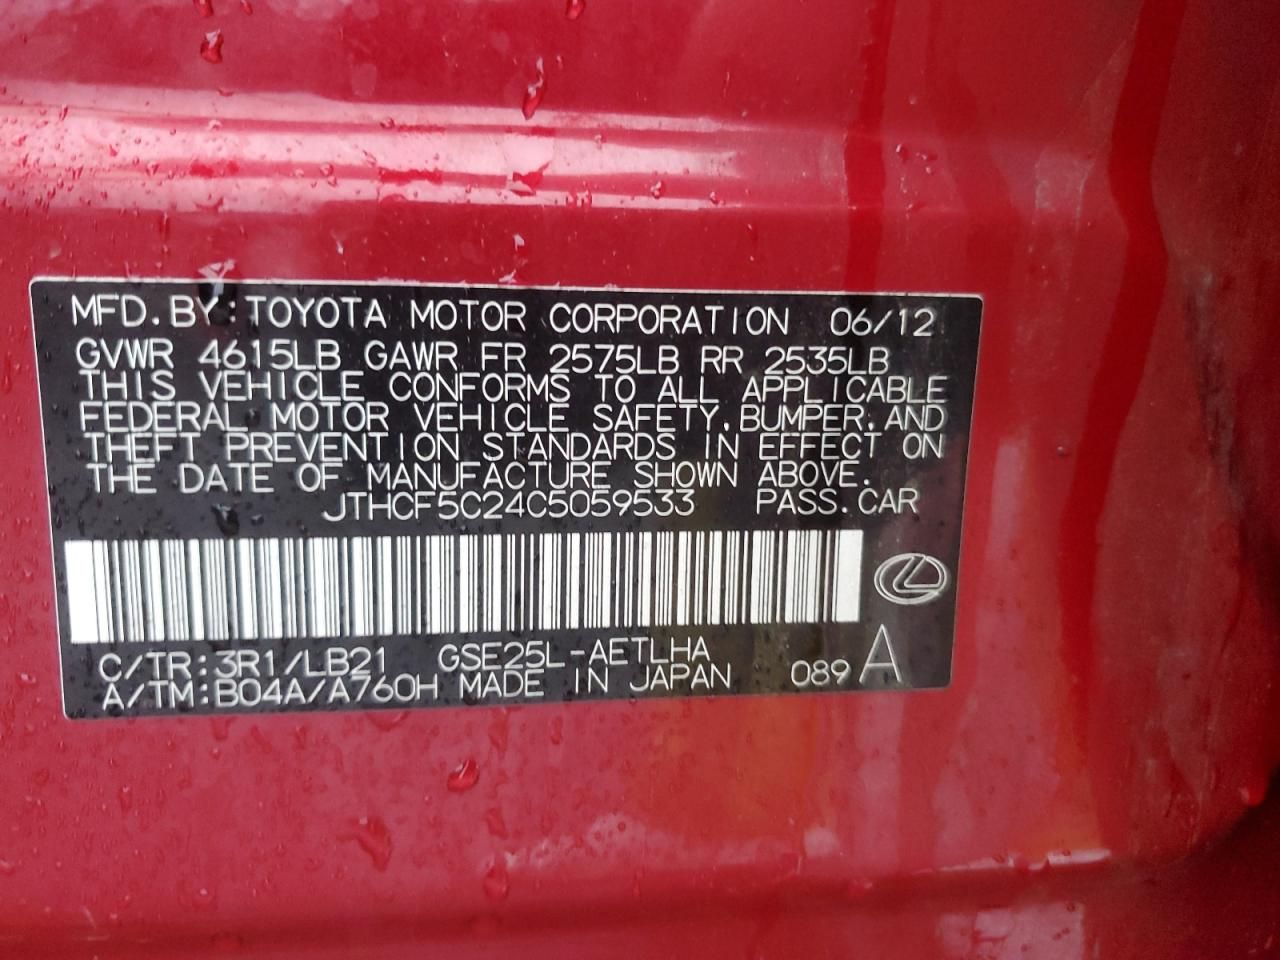 MFD.BY:TOYOTA MOTOR CORPORATION 06/12
GVWR 4615LB GAWR FR 2575LB RR 2535LB
THIS VEHICLE CONFORMS TO ALL APPLICABLE
FEDERAL MOTOR VEHICLE SAFETY,BUMPER,AND
THEFT PREVENTION STANDARDS IN EFFECT ON
THE DATE OF MANUFACTURE SHOWN ABOVE.
JTHCF5C24C5059533 PASS.CAR
C/TR:3R1/LB21 GSE25L-AETLHA
A/TM:B04A/A760H MADE IN JAPAN 089 A